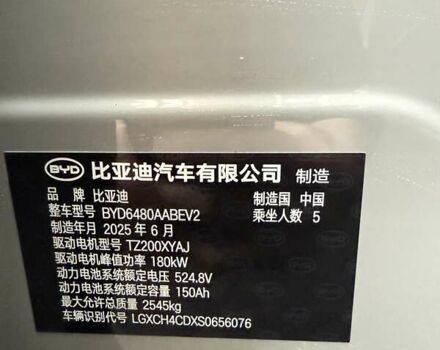 BYD 比亚迪汽车有限公司 制造
品牌 比亚迪 制造国 中国
整车型号 BYD6480AABEV2 乘坐人数 5
制造年月 2025 年 6 月
驱动电机型号 TZ200XYAJ
驱动电机峰值功率 180kW
动力电池系统额定电压 524.8V
动力电池系统额定容量 150Ah
最大允许总质量 2545kg
车辆识别代号 LGXCH4CDXS0656076